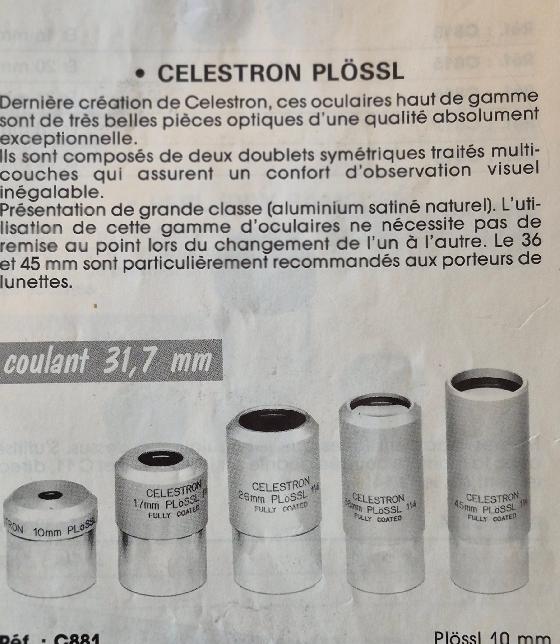 • CELESTRON PLÖSSL
Dernière création de Celestron, ces oculaires haut de gamme
sont de très belles pièces optiques d'une qualité absolument
exceptionnelle.
Ils sont composés de deux doublets symétriques traités multi-
couches qui assurent un confort d'observation visuel
inégalable.
Présentation de grande classe (aluminium satiné naturel). L'uti-
lisation de cette gamme d'oculaires ne nécessite pas de
remise au point lors du changement de l'un à l'autre. Le 36
et 45 mm sont particulièrement recommandés aux porteurs de
lunettes.
coulant 31,7 mm
TRON 10mm PLöSSL
CELESTRON
17mm PLöSSL
FULLY COATED
CELESTRON
26mm PLöSSL 114
FULLY COATED
CELESTRON
PLöSSL 114
FULLY COATED
CELESTRON
45mm PLöSSL 114
FULLY COATED
Réf. : C881
Plössl 10 mm